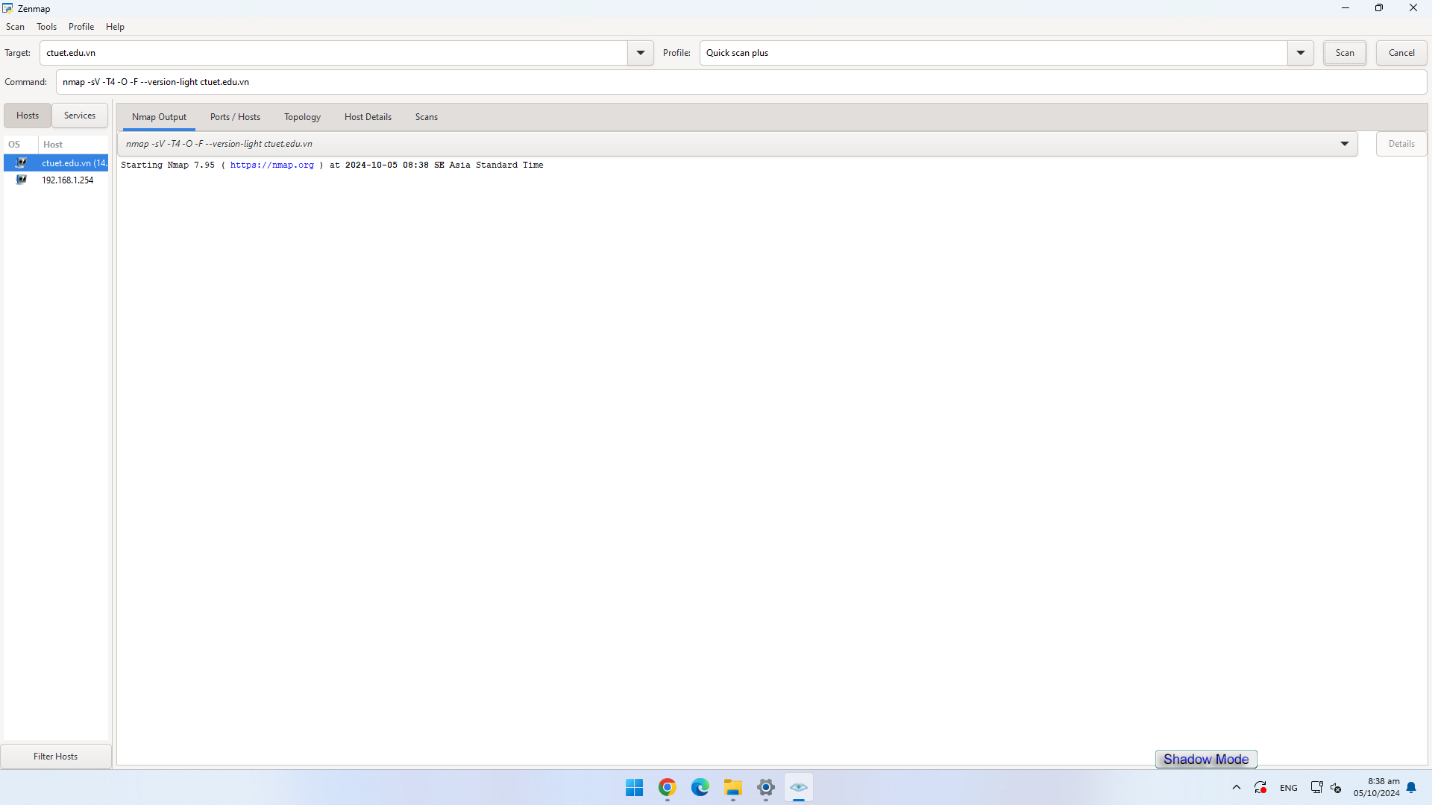 Zenmap
Scan Tools Profile Help
Target: ctuet.edu.vn Profile: Quick scan plus Scan Cancel
Command: nmap -sV -T4 -O -F --version-light ctuet.edu.vn
Hosts Services Nmap Output Ports / Hosts Topology Host Details Scans
OS Host nmap -sV -T4 -O -F --version-light ctuet.edu.vn Details
ctuet.edu.vn (14. Starting Nmap 7.95 ( https://nmap.org ) at 2024-10-05 08:38 SE Asia Standard Time
192.168.1.254
Filter Hosts
Shadow Mode
ENG
8:38 am
05/10/2024